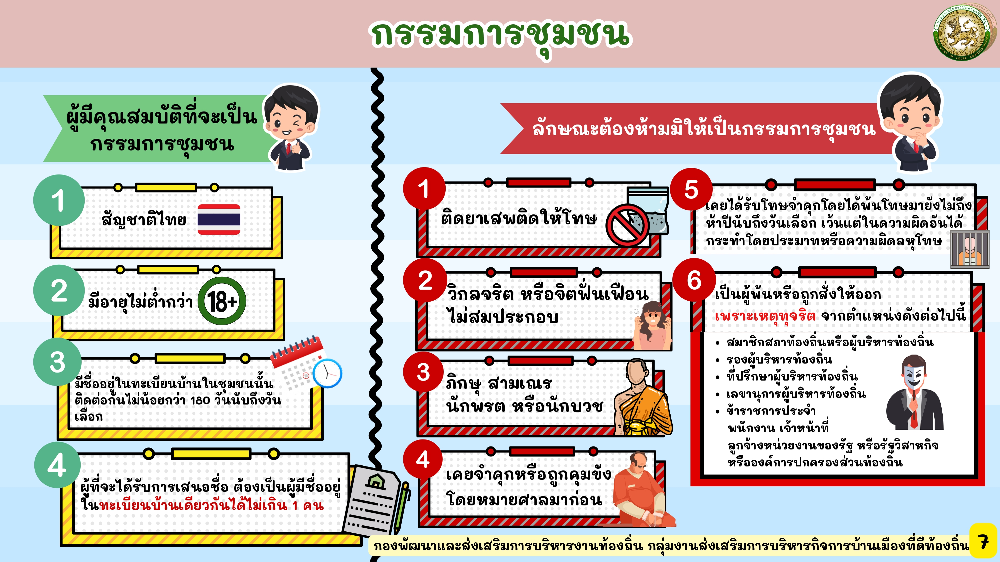 กรรมการชุมชน
กรมส่งเสริมการปกครองท้องถิ่น
DEPARTMENT OF LOCAL ADMINISTRATION
ผู้มีคุณสมบัติที่จะเป็น
กรรมการชุมชน
1
สัญชาติไทย
2
มีอายุไม่ต่ำกว่า 18+
3
มีชื่ออยู่ในทะเบียนบ้านในชุมชนนั้น
ติดต่อกันไม่น้อยกว่า 180 วันนับถึงวัน
เลือก
4
ผู้ที่จะได้รับการเสนอชื่อ ต้องเป็นผู้มีชื่ออยู่
ในทะเบียนบ้านเดียวกันได้ไม่เกิน 1 คน
ลักษณะต้องห้ามมิให้เป็นกรรมการชุมชน
1
ติดยาเสพติดให้โทษ
2
วิกลจริต หรือจิตฟั่นเฟือน
ไม่สมประกอบ
3
ภิกษุ สามเณร
นักพรต หรือนักบวช
4
เคยจำคุกหรือถูกคุมขัง
โดยหมายศาลมาก่อน
5
เคยได้รับโทษจำคุกโดยได้พ้นโทษมายังไม่ถึง
ห้าปีนับถึงวันเลือก เว้นแต่ในความผิดอันได้
กระทำโดยประมาทหรือความผิดลหุโทษ
6
เป็นผู้พ้นหรือถูกสั่งให้ออก
เพราะเหตุทุจริต จากตำแหน่งดังต่อไปนี้
• สมาชิกสภาท้องถิ่นหรือผู้บริหารท้องถิ่น
• รองผู้บริหารท้องถิ่น
• ที่ปรึกษาผู้บริหารท้องถิ่น
• เลขานุการผู้บริหารท้องถิ่น
• ข้าราชการประจำ
พนักงาน เจ้าหน้าที่
ลูกจ้างหน่วยงานของรัฐ หรือรัฐวิสาหกิจ
หรือองค์การปกครองส่วนท้องถิ่น
กองพัฒนาและส่งเสริมการบริหารงานท้องถิ่น กลุ่มงานส่งเสริมการบริหารกิจการบ้านเมืองที่ดีท้องถิ่น
7